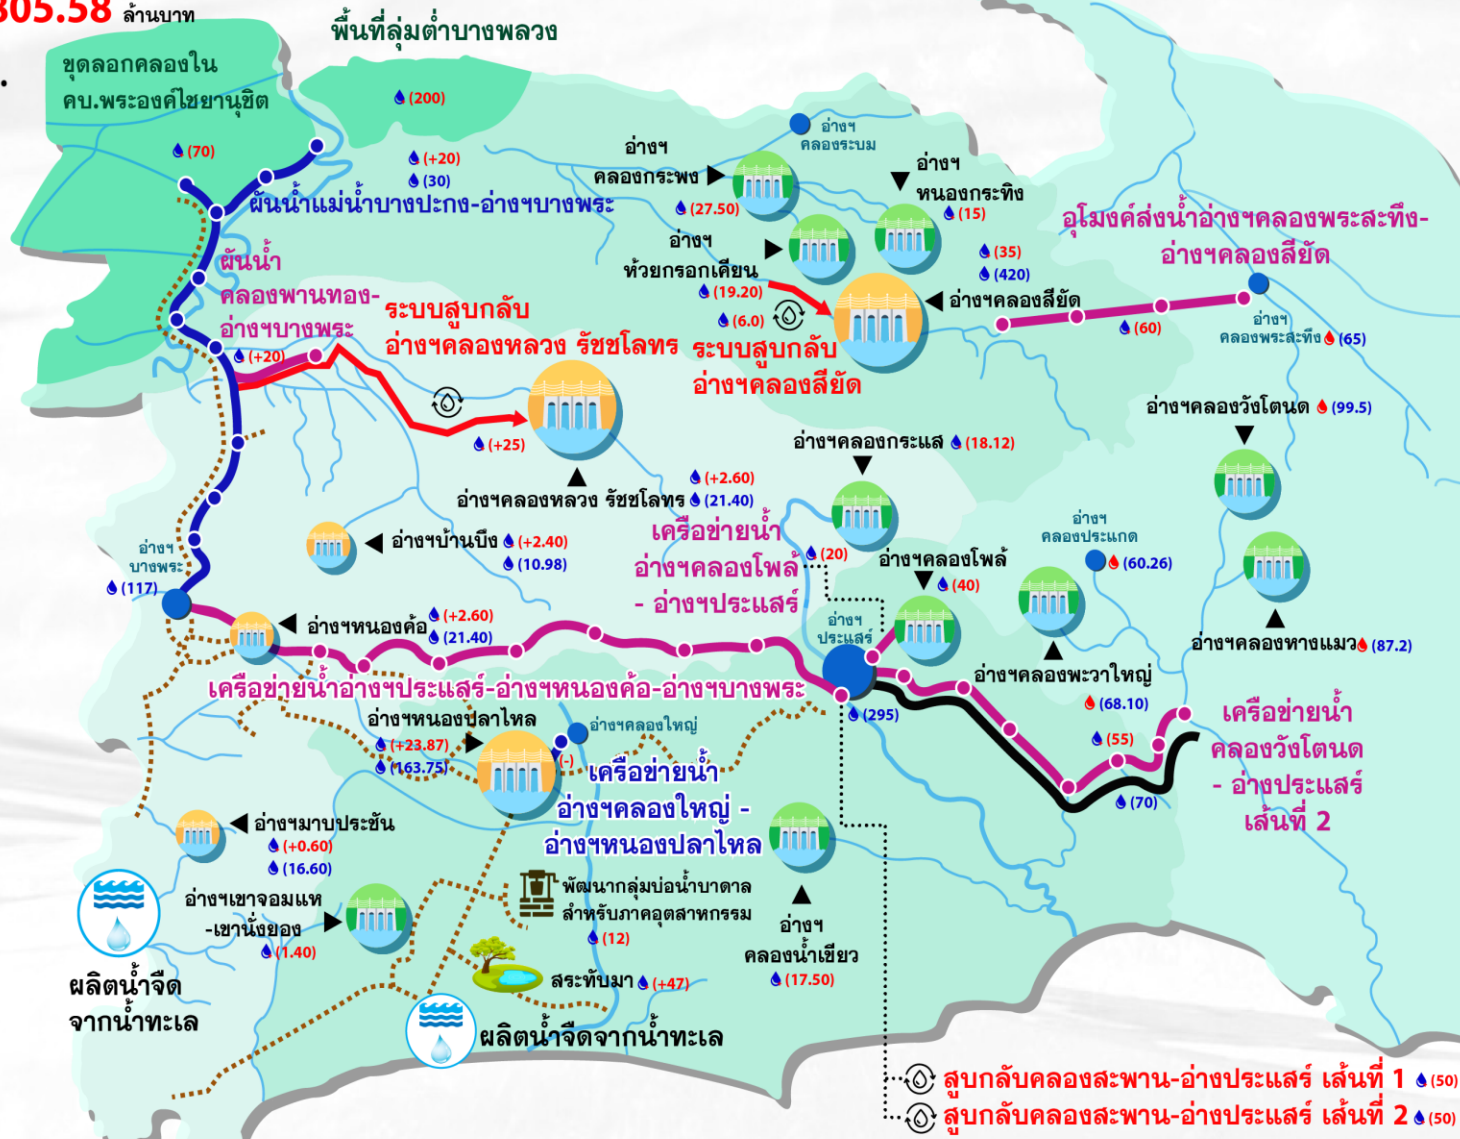 805.58 ล้านบาท
พื้นที่ลุ่มต่ำบางพลวง
ขุดลอกคลองใน
คบ.พระองค์ไชยานุชิต
(200)
(70)
(+20)
(30)
ผันน้ำแม่น้ำบางปะกง-อ่างฯบางพระ
อ่างฯ
คลองระบม
อ่างฯ
คลองกระพง
(27.50)
อ่างฯ
หนองกระทิง
(15)
อ่างฯ
ห้วยกรอกเคียน
(19.20)
(6.0)
(35)
(420)
อ่างฯคลองสียัด
ระบบสูบกลับ
อ่างฯคลองสียัด
อุโมงค์ส่งน้ำอ่างฯคลองพระสะทึง-
อ่างฯคลองสียัด
(60)
อ่างฯ
คลองพระสะทึง (65)
ผันน้ำ
คลองพานทอง-
อ่างฯบางพระ
(+20)
ระบบสูบกลับ
อ่างฯคลองหลวง รัชชโลทร
(+25)
อ่างฯคลองหลวง รัชชโลทร
(+2.60)
(21.40)
อ่างฯคลองวังโตนด (99.5)
อ่างฯคลองกระแส (18.12)
อ่างฯบ้านบึง (+2.40)
(10.98)
เครือข่ายน้ำ
อ่างฯคลองโพล้
- อ่างฯประแสร์
(20)
อ่างฯคลองโพล้
(40)
อ่างฯ
คลองประแกด
(60.26)
อ่างฯ
บางพระ
(117)
อ่างฯหนองค้อ
(+2.60)
(21.40)
อ่างฯ
ประแสร์
(295)
อ่างฯคลองพะวาใหญ่
(68.10)
อ่างฯคลองทางแมว (87.2)
เครือข่ายน้ำอ่างฯประแสร์-อ่างฯหนองค้อ-อ่างฯบางพระ
อ่างฯหนองปลาไหล
(+23.87)
(163.75)
อ่างฯคลองใหญ่
(-)
เครือข่ายน้ำ
อ่างฯคลองใหญ่ -
อ่างฯหนองปลาไหล
(55)
(70)
เครือข่ายน้ำ
คลองวังโตนด
- อ่างประแสร์
เส้นที่ 2
อ่างฯมาบประชัน
(+0.60)
(16.60)
อ่างฯเขาจอมแห
-เขานั่งยอง
(1.40)
พัฒนากลุ่มบ่อน้ำบาดาล
สำหรับภาคอุตสาหกรรม
(12)
อ่างฯ
คลองน้ำเขียว
(17.50)
สระทับมา (+47)
ผลิตน้ำจืด
จากน้ำทะเล
ผลิตน้ำจืดจากน้ำทะเล
สูบกลับคลองสะพาน-อ่างประแสร์ เส้นที่ 1 (50)
สูบกลับคลองสะพาน-อ่างประแสร์ เส้นที่ 2 (50)